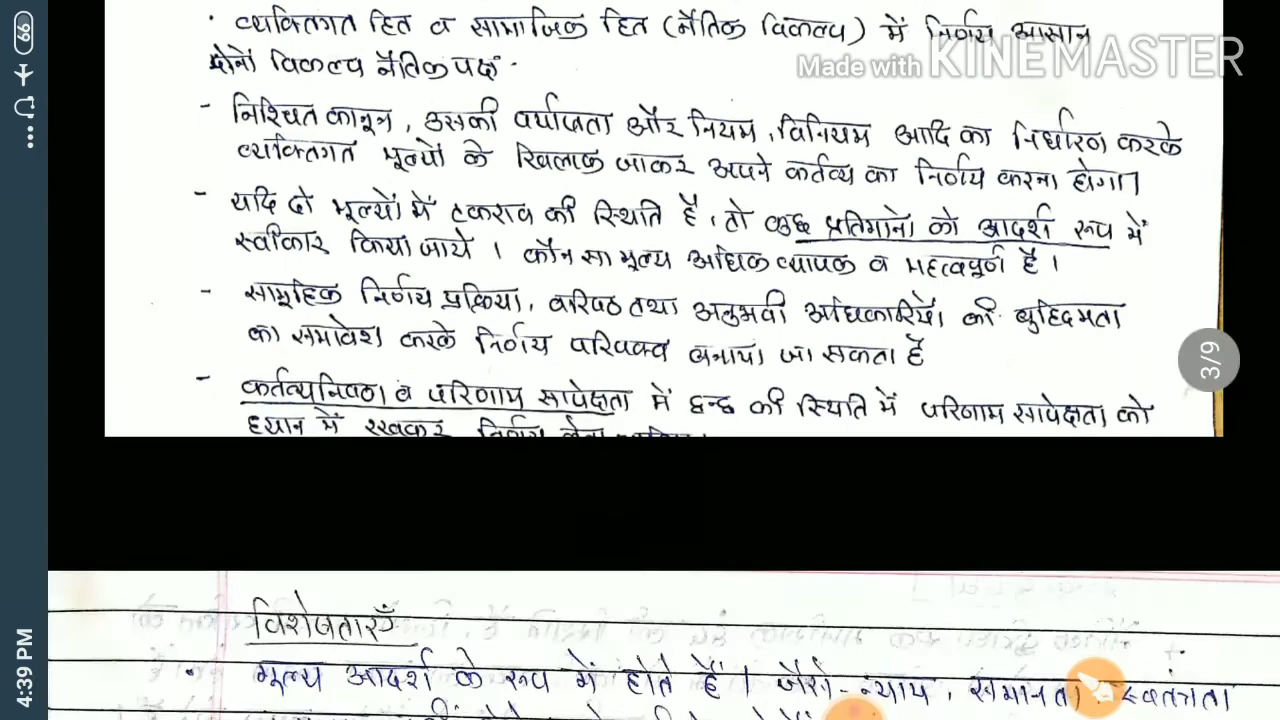 • व्यक्तिगत हित व सामाजिक हित (नैतिक विकल्प) में निर्णय आसान
दोनों विकल्प नैतिक पक्ष •
Made with KINEMASTER
- निश्चित कानून, उसकी पर्याप्तता और नियम, विनियम आदि का निर्धारण करके
व्यक्तिगत मूल्यों के खिलाफ जाकर अपने कर्तव्य का निर्णय करना होगा।
- यदि दो मूल्यों में टकराव की स्थिति है, तो कुछ प्रतिमानों को आदर्श रूप में
स्वीकार किया जाये । कौन सा मूल्य अधिक व्यापक व महत्वपूर्ण है ।
- सामूहिक निर्णय प्रक्रिया, वरिष्ठ तथा अनुभवी अधिकारियों की बुद्धिमता
का समावेश करके निर्णय परिपक्व बनाया जा सकता है
3/9
- कर्तव्यनिष्ठा व परिणाम सापेक्षता में द्वन्द्व की स्थिति में परिणाम सापेक्षता को
ध्यान में रखकर निर्णय लेना
विशेषताएँ
• मूल्य आदर्श के रूप में होते हैं । जैसे - न्याय, समानता, स्वतंत्रता
66
4:39 PM